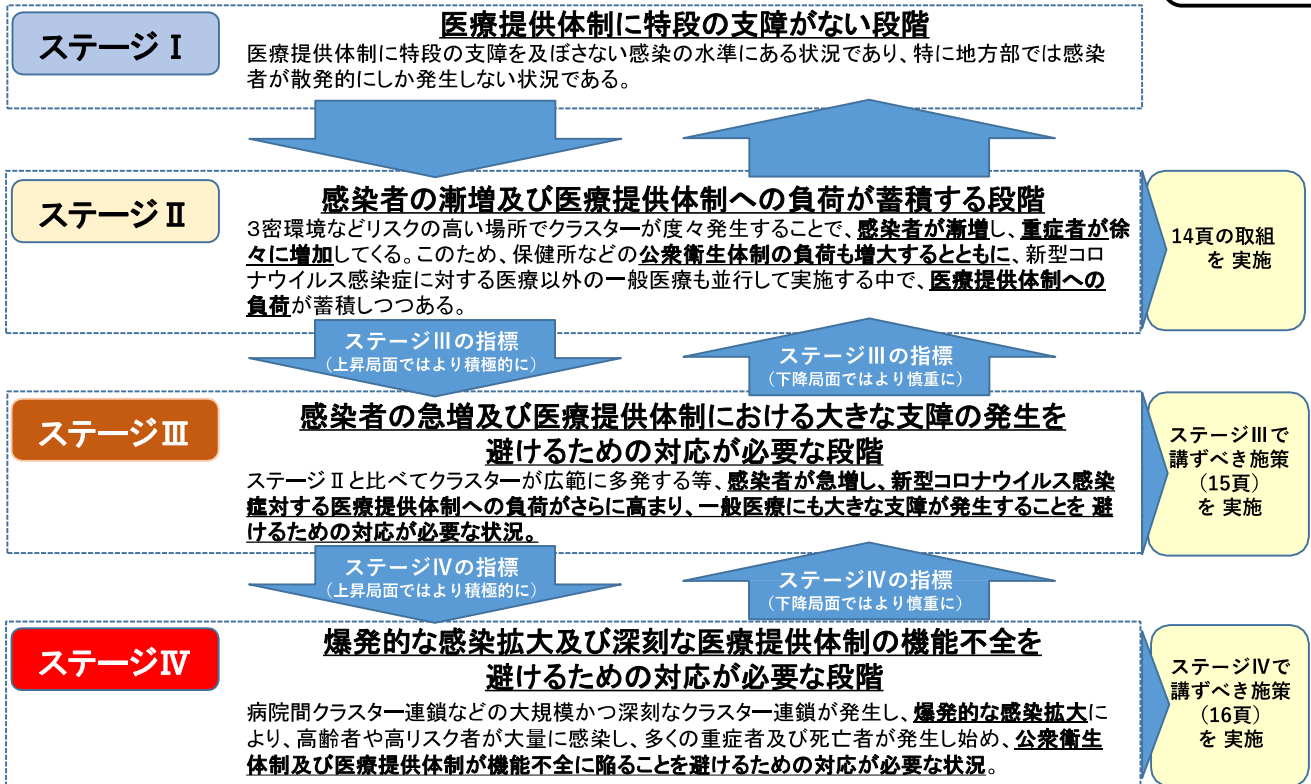 ステージⅠ
医療提供体制に特段の支障がない段階
医療提供体制に特段の支障を及ぼさない感染の水準にある状況であり、特に地方部では感染
者が散発的にしか発生しない状況である。
ステージⅡ
感染者の漸増及び医療提供体制への負荷が蓄積する段階
3密環境などリスクの高い場所でクラスターが度々発生することで、感染者が漸増し、重症者が徐
々に増加してくる。このため、保健所などの公衆衛生体制の負荷も増大するとともに、新型コロ
ナウイルス感染症に対する医療以外の一般医療も並行して実施する中で、医療提供体制への
負荷が蓄積しつつある。
14頁の取組
を 実施
ステージⅢの指標
(上昇局面ではより積極的に)
ステージⅢの指標
(下降局面ではより慎重に)
ステージⅢ
感染者の急増及び医療提供体制における大きな支障の発生を
避けるための対応が必要な段階
ステージⅡと比べてクラスターが広範に多発する等、感染者が急増し、新型コロナウイルス感染
症対する医療提供体制への負荷がさらに高まり、一般医療にも大きな支障が発生することを 避
けるための対応が必要な状況。
ステージⅢで
講ずべき施策
(15頁)
を 実施
ステージⅣの指標
(上昇局面ではより積極的に)
ステージⅣの指標
(下降局面ではより慎重に)
ステージⅣ
爆発的な感染拡大及び深刻な医療提供体制の機能不全を
避けるための対応が必要な段階
病院間クラスター連鎖などの大規模かつ深刻なクラスター連鎖が発生し、爆発的な感染拡大に
より、高齢者や高リスク者が大量に感染し、多くの重症者及び死亡者が発生し始め、公衆衛生
体制及び医療提供体制が機能不全に陥ることを避けるための対応が必要な状況。
ステージⅣで
講ずべき施策
(16頁)
を 実施